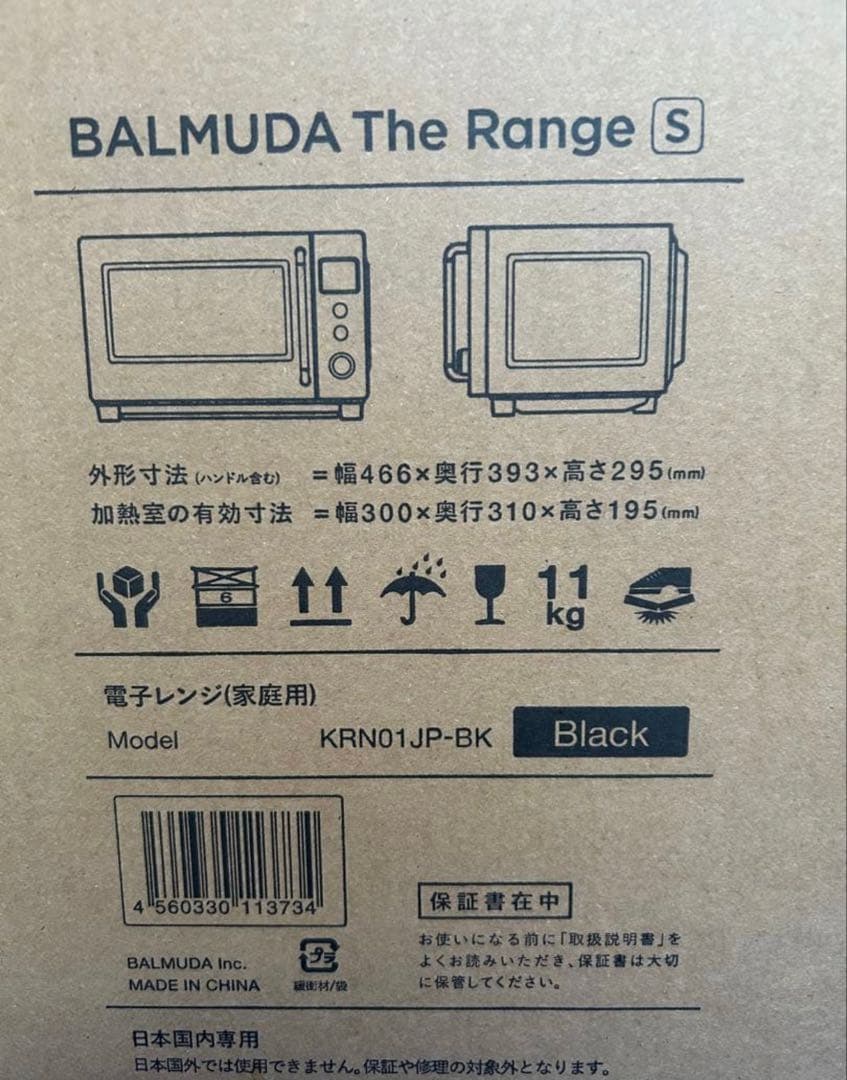 BALMUDA The Range S
外形寸法 (ハンドル含む) =幅466×奥行393×高さ295(mm)
加熱室の有効寸法 =幅300×奥行310×高さ195(mm)
6
11
kg
電子レンジ(家庭用)
Model KRN01JP-BK Black
4 560330 113734
保証書在中
お使いになる前に「取扱説明書」を
よくお読みいただき、保証書は大切
に保管してください。
BALMUDA Inc.
MADE IN CHINA
プラ
緩衝材/袋
日本国内専用
日本国外では使用できません。保証や修理の対象外となります。